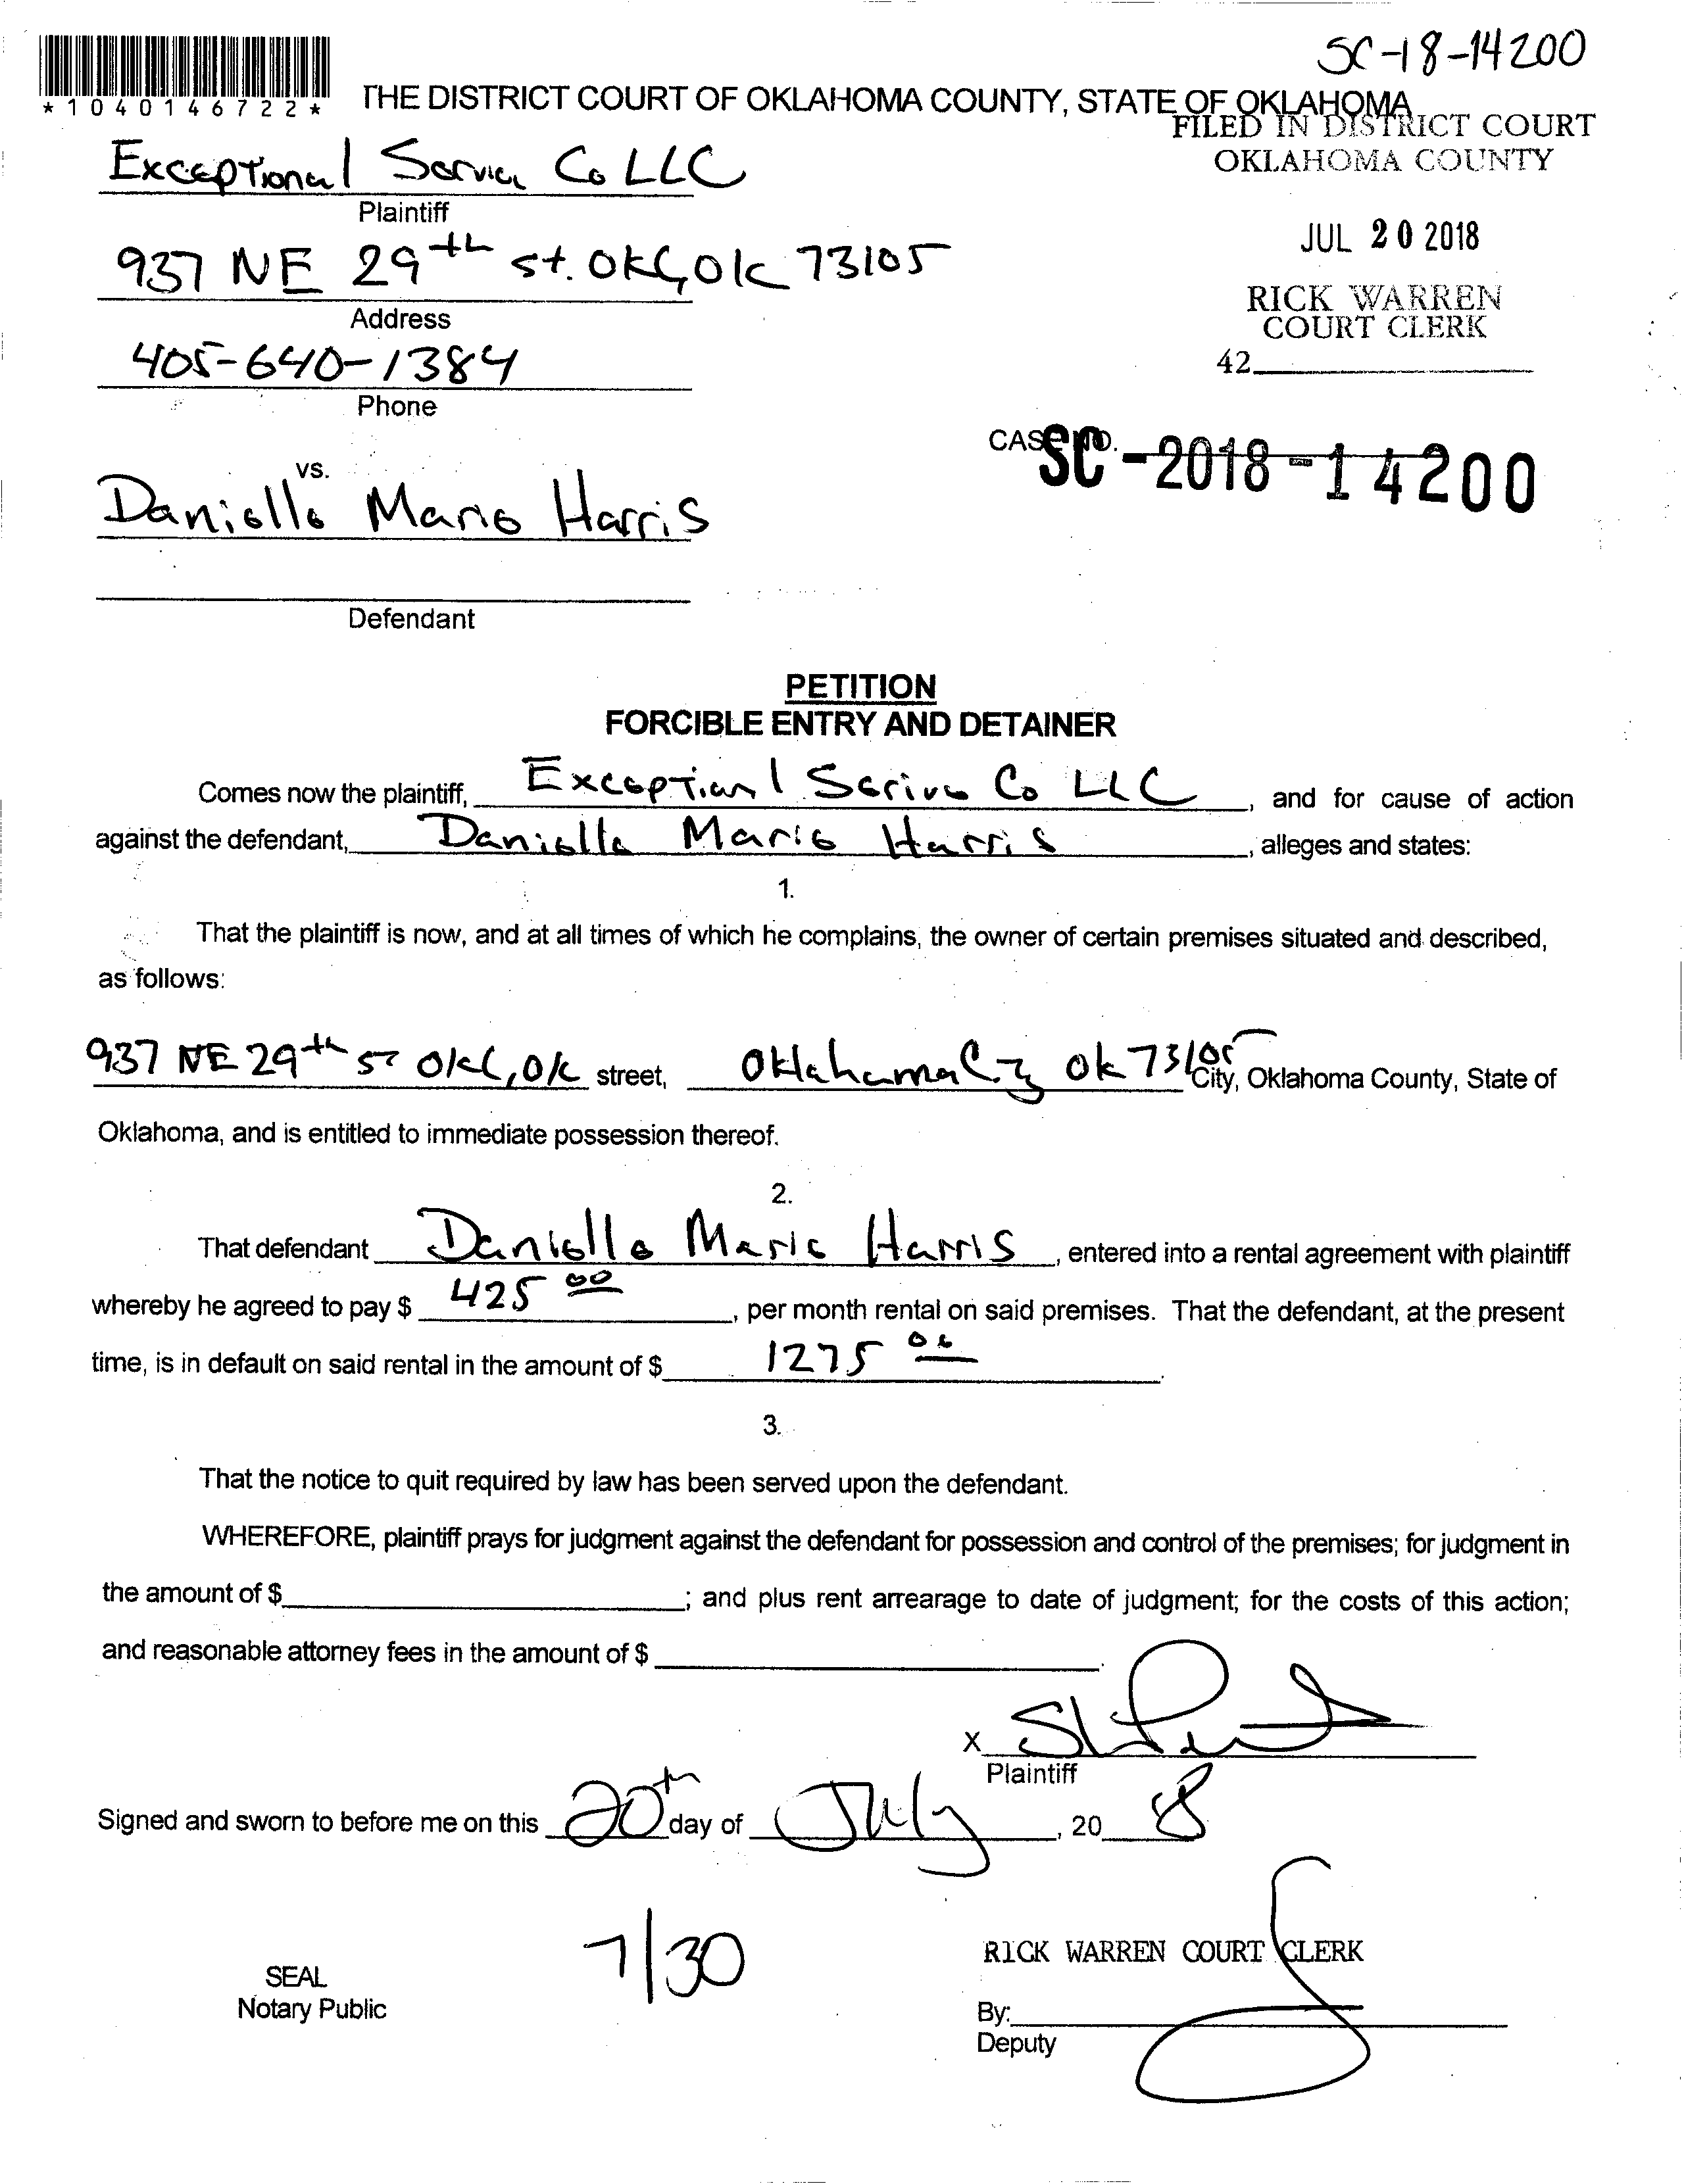 SC-18-14200
*1040146722*
THE DISTRICT COURT OF OKLAHOMA COUNTY, STATE OF OKLAHOMA
FILED IN DISTRICT COURT
OKLAHOMA COUNTY
Exceptional Service Co LLC
Plaintiff
JUL 20 2018
937 NE 29th st. OKC, OK 73105
Address
RICK WARREN
COURT CLERK
405-640-1384
42
Phone
CASE NO.
SC-2018-14200
vs.
Danielle Marie Harris
Defendant
PETITION
FORCIBLE ENTRY AND DETAINER
Comes now the plaintiff, Exceptional Serive Co LLC, and for cause of action
against the defendant, Danielle Marie Harris, alleges and states:
1.
That the plaintiff is now, and at all times of which he complains, the owner of certain premises situated and described,
as follows:
937 NE 29th ST OKC, OK street, Oklahoma City OK 73105 City, Oklahoma County, State of
Oklahoma, and is entitled to immediate possession thereof.
2.
That defendant Danielle Marie Harris, entered into a rental agreement with plaintiff
whereby he agreed to pay $ 425 00, per month rental on said premises. That the defendant, at the present
time, is in default on said rental in the amount of $ 1275 00.
3.
That the notice to quit required by law has been served upon the defendant.
WHEREFORE, plaintiff prays for judgment against the defendant for possession and control of the premises; for judgment in
the amount of $; and plus rent arrearage to date of judgment; for the costs of this action;
and reasonable attorney fees in the amount of $.
X
Plaintiff
Signed and sworn to before me on this 20th day of July, 20 18
7/30
RICK WARREN COURT CLERK
SEAL
Notary Public
By:
Deputy